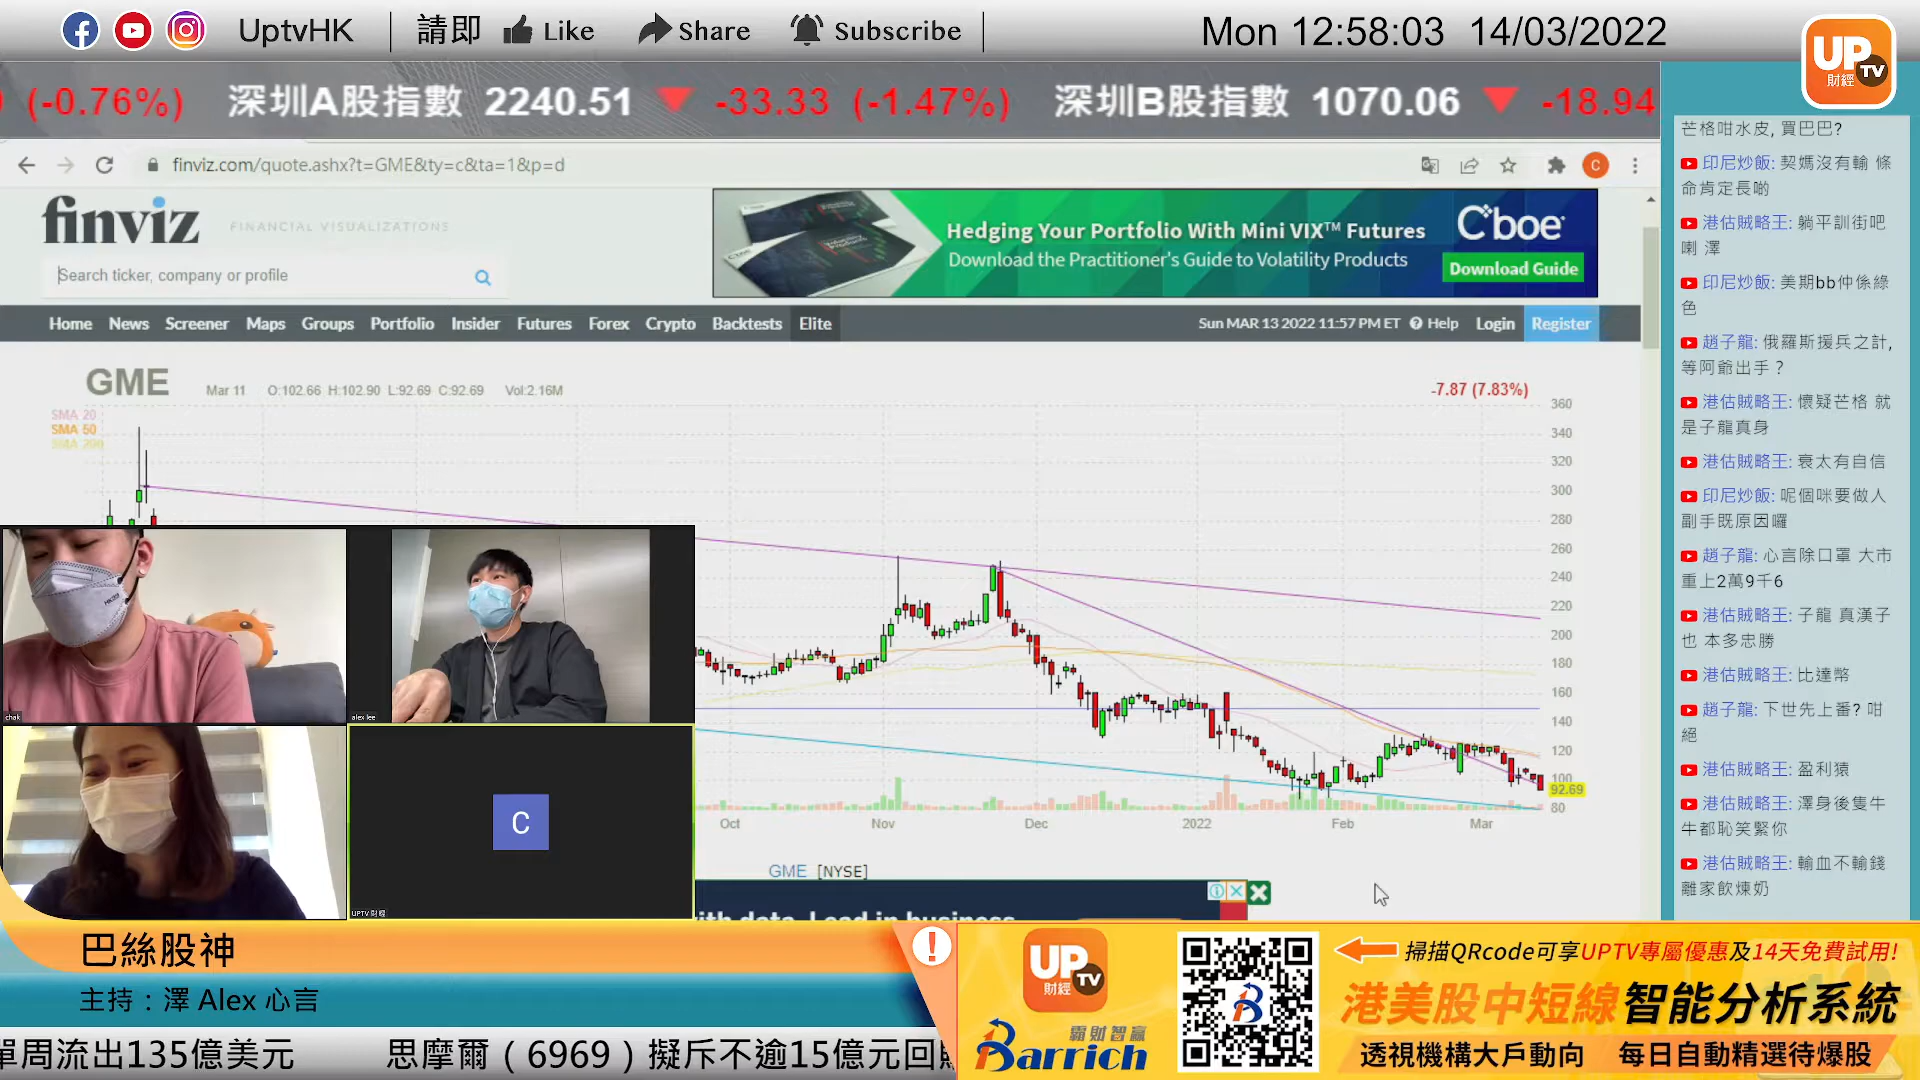 UptvHK
請即
Like
Share
Subscribe
Mon 12:58:03 14/03/2022
UP TV 財經
(-0.76%) 深圳A股指數 2240.51 ▼ -33.33 (-1.47%) 深圳B股指數 1070.06 ▼ -18.94
finviz.com/quote.ashx?t=GME&ty=c&ta=1&p=d
C
finviz FINANCIAL VISUALIZATIONS
Search ticker, company or profile
Hedging Your Portfolio With Mini VIX™ Futures
Download the Practitioner's Guide to Volatility Products
Cboe
Download Guide
Home News Screener Maps Groups Portfolio Insider Futures Forex Crypto Backtests Elite
Sun MAR 13 2022 11:57 PM ET Help Login Register
GME Mar 11 O:102.66 H:102.90 L:92.69 C:92.69 Vol:2.16M
-7.87 (7.83%)
SMA 20
SMA 50
SMA 200
360
340
320
300
280
260
240
220
200
180
160
140
120
100
92.69
80
Oct Nov Dec 2022 Feb Mar
GME [NYSE]
chak
alex lee
C
UPTV 財經
芒格咁水皮, 買巴巴?
印尼炒飯: 契媽沒有輸 條
命肯定長啲
港估賊略王: 躺平訓街吧
喇 澤
印尼炒飯: 美期bb仲係綠
色
趙子龍: 俄羅斯援兵之計,
等阿爺出手？
港估賊略王: 懷疑芒格 就
是子龍真身
港估賊略王: 衰太有自信
印尼炒飯: 呢個咪要做人
副手既原因囉
趙子龍: 心言除口罩 大市
重上2萬9千6
港估賊略王: 子龍 真漢子
也 本多忠勝
港估賊略王: 比達幣
趙子龍: 下世先上番? 咁
絕
港估賊略王: 盈利猿
港估賊略王: 澤身後隻牛
牛都恥笑緊你
港估賊略王: 輸血不輸錢
離家飲煉奶
巴絲股神
主持：澤 Alex 心言
單周流出135億美元 思摩爾（6969）擬斥不逾15億元回
!
UP TV 財經
霸財智贏
Barrich
掃描QRcode可享UPTV專屬優惠及14天免費試用!
港美股中短線智能分析系統
透視機構大戶動向 每日自動精選待爆股